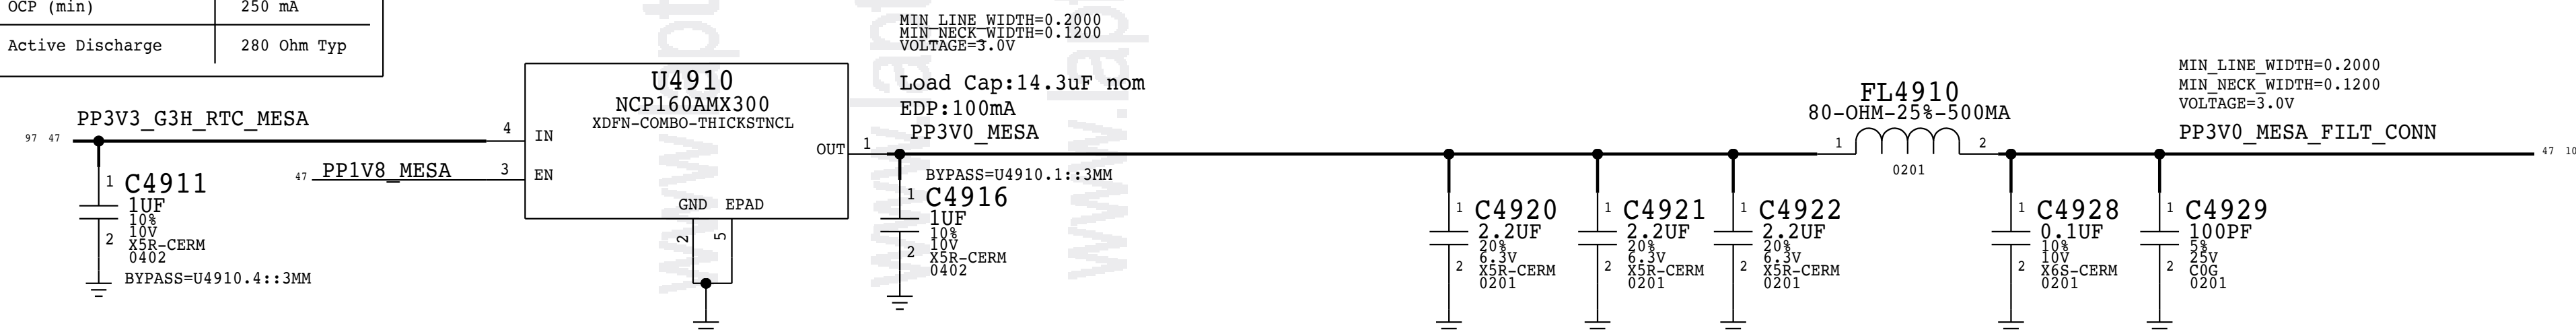 OCP (min) 250 mA
Active Discharge 280 Ohm Typ
MIN_LINE_WIDTH=0.2000
MIN_NECK_WIDTH=0.1200
VOLTAGE=3.0V
Load Cap:14.3uF nom
EDP:100mA
PP3V0_MESA
U4910
NCP160AMX300
XDFN-COMBO-THICKSTNCL
PP3V3_G3H_RTC_MESA
97 47
4 IN
47 PP1V8_MESA 3 EN
OUT 1
GND EPAD
2 5
C4911
1 1UF
10%
10V
2 X5R-CERM
0402
BYPASS=U4910.4::3MM
BYPASS=U4910.1::3MM
1 C4916
1UF
10%
10V
2 X5R-CERM
0402
1 C4920
2.2UF
20%
6.3V
2 X5R-CERM
0201
1 C4921
2.2UF
20%
6.3V
2 X5R-CERM
0201
1 C4922
2.2UF
20%
6.3V
2 X5R-CERM
0201
FL4910
80-OHM-25%-500MA
1 2
0201
MIN_LINE_WIDTH=0.2000
MIN_NECK_WIDTH=0.1200
VOLTAGE=3.0V
PP3V0_MESA_FILT_CONN
47 10
1 C4928
0.1UF
10%
10V
2 X6S-CERM
0201
1 C4929
100PF
5%
25V
2 C0G
0201
www.lapt
www.lapt
www.lapt